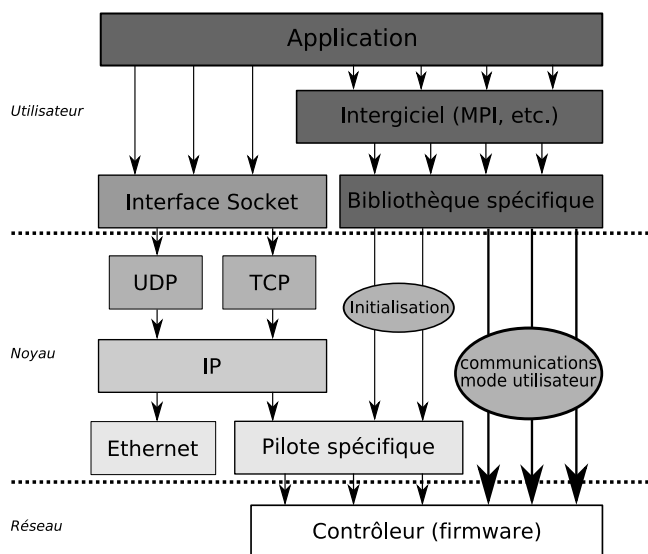 Application
Utilisateur
Intergiciel (MPI, etc.)
Interface Socket
Bibliothèque spécifique
UDP
TCP
Initialisation
Noyau
IP
communications
mode utilisateur
Ethernet
Pilote spécifique
Réseau
Contrôleur (firmware)